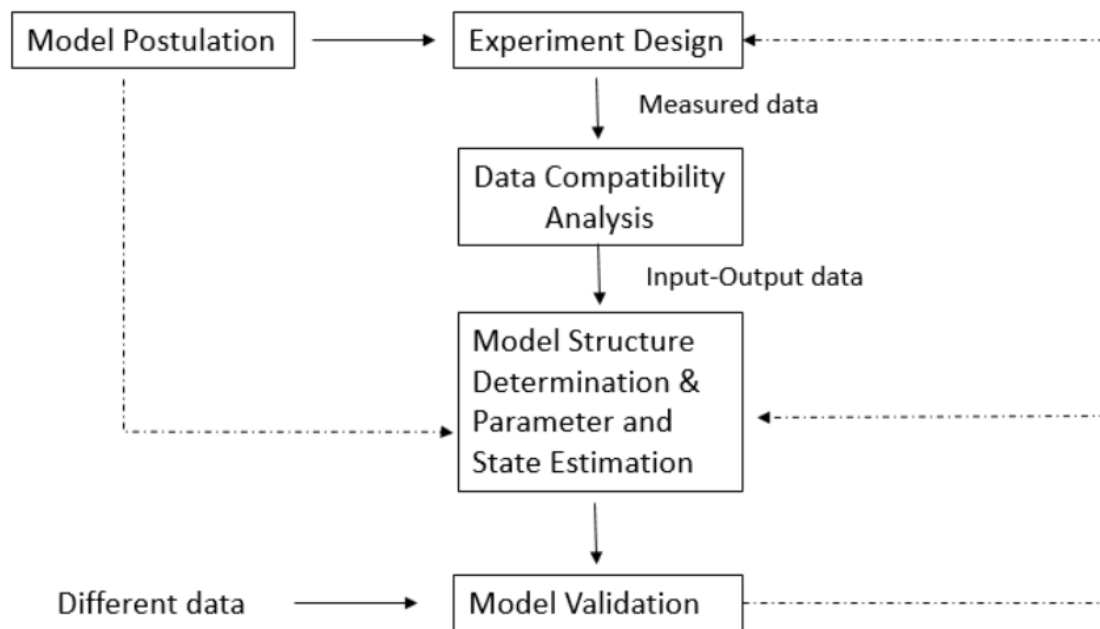 Model Postulation
Experiment Design
Measured data
Data Compatibility
Analysis
Input-Output data
Model Structure
Determination &
Parameter and
State Estimation
Different data
Model Validation